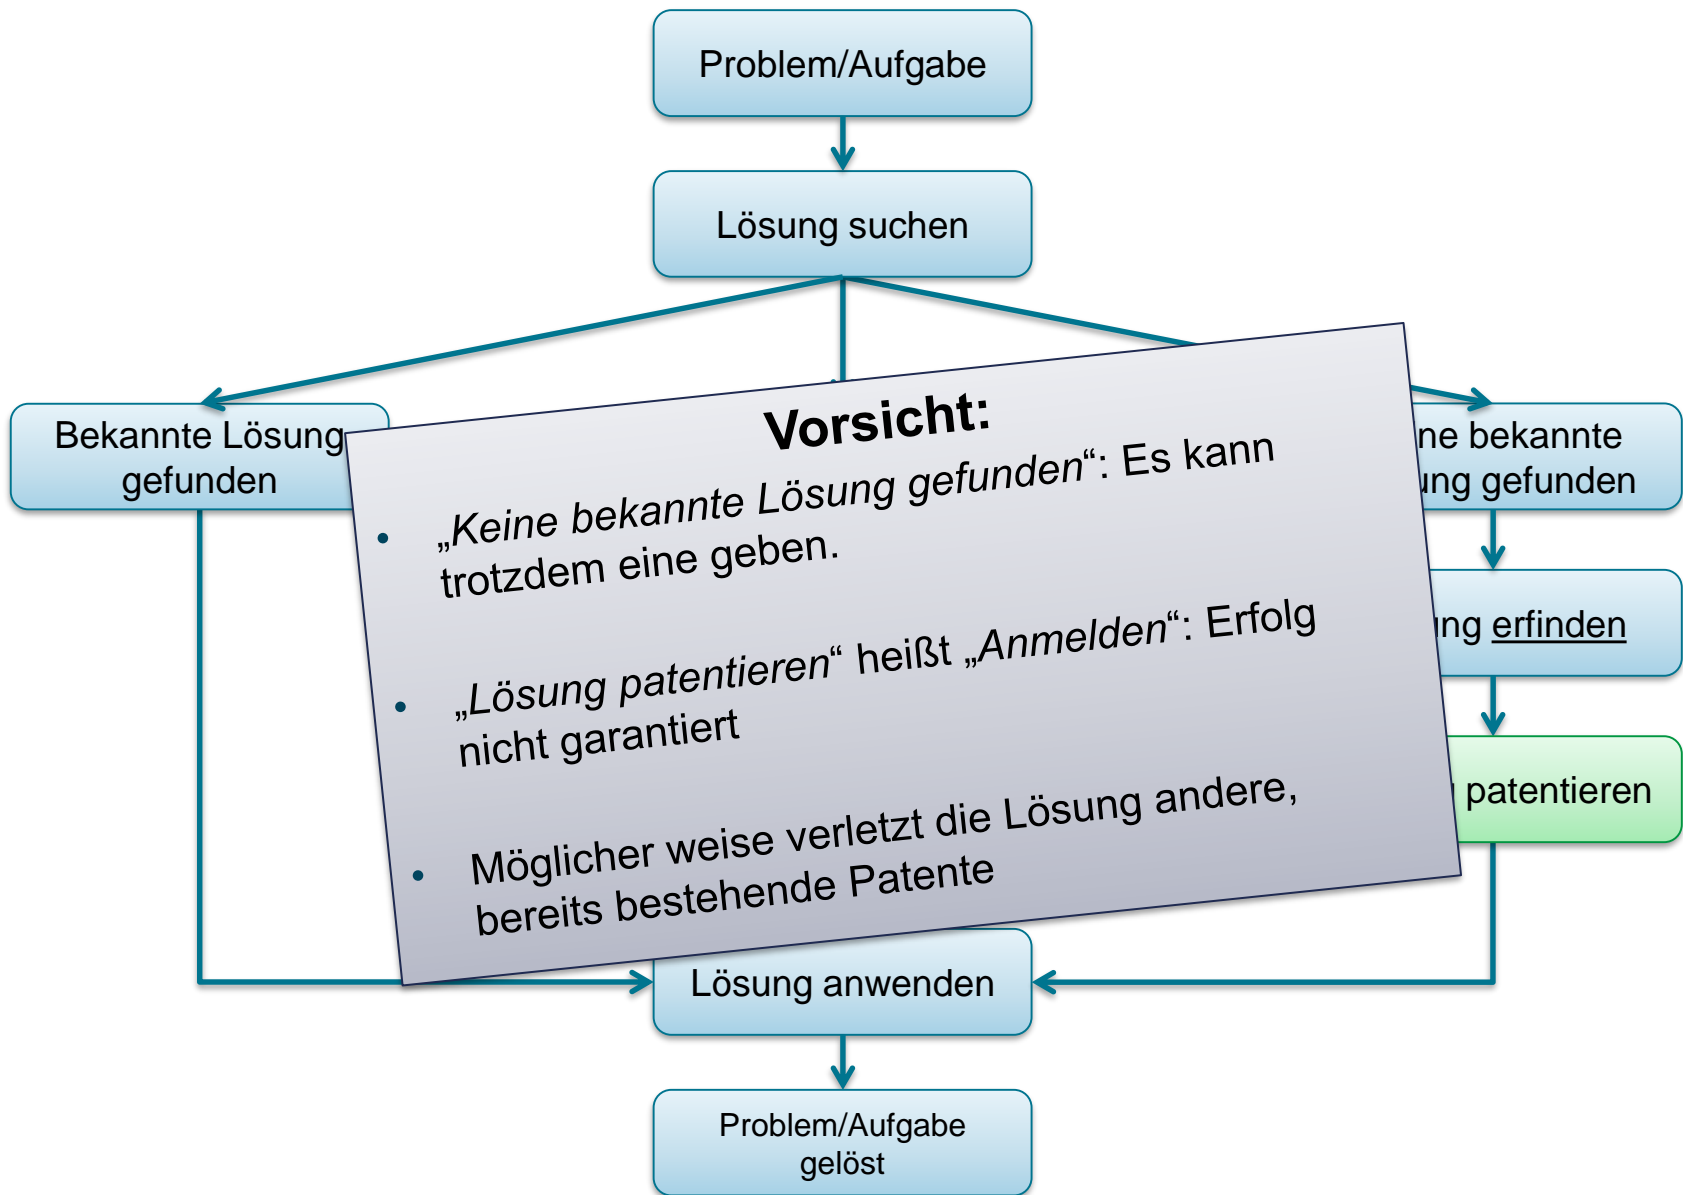 Problem/Aufgabe
Lösung suchen
Bekannte Lösung
gefunden
Vorsicht:
• „Keine bekannte Lösung gefunden“: Es kann
trotzdem eine geben.
• „Lösung patentieren“ heißt „Anmelden“: Erfolg
nicht garantiert
• Möglicher weise verletzt die Lösung andere,
bereits bestehende Patente
ne bekannte
ung gefunden
ng erfinden
patentieren
Lösung anwenden
Problem/Aufgabe
gelöst